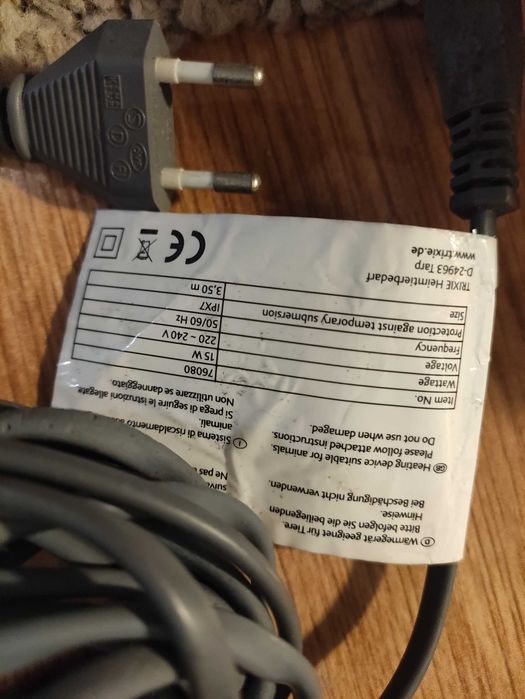 Wärmegerät geeignet für Tiere.
Bitte befolgen Sie die beiliegenden
Hinweise.
Bei Beschädigung nicht verwenden.
GB Heating device suitable for animals.
Please follow attached instructions.
Do not use when damaged.
Ne pas
I Sistema di riscaldamento
animali.
Si prega di seguire le istruzioni allegate
Non utilizzare se danneggiato.
Item No. 76080
Wattage 15 W
Voltage 220 ~ 240 V
Frequency 50/60 Hz
Protection against temporary submersion IPX7
Size 3,50 m
TRIXIE Heimtierbedarf
D-24963 Tarp
www.trixie.de
CE